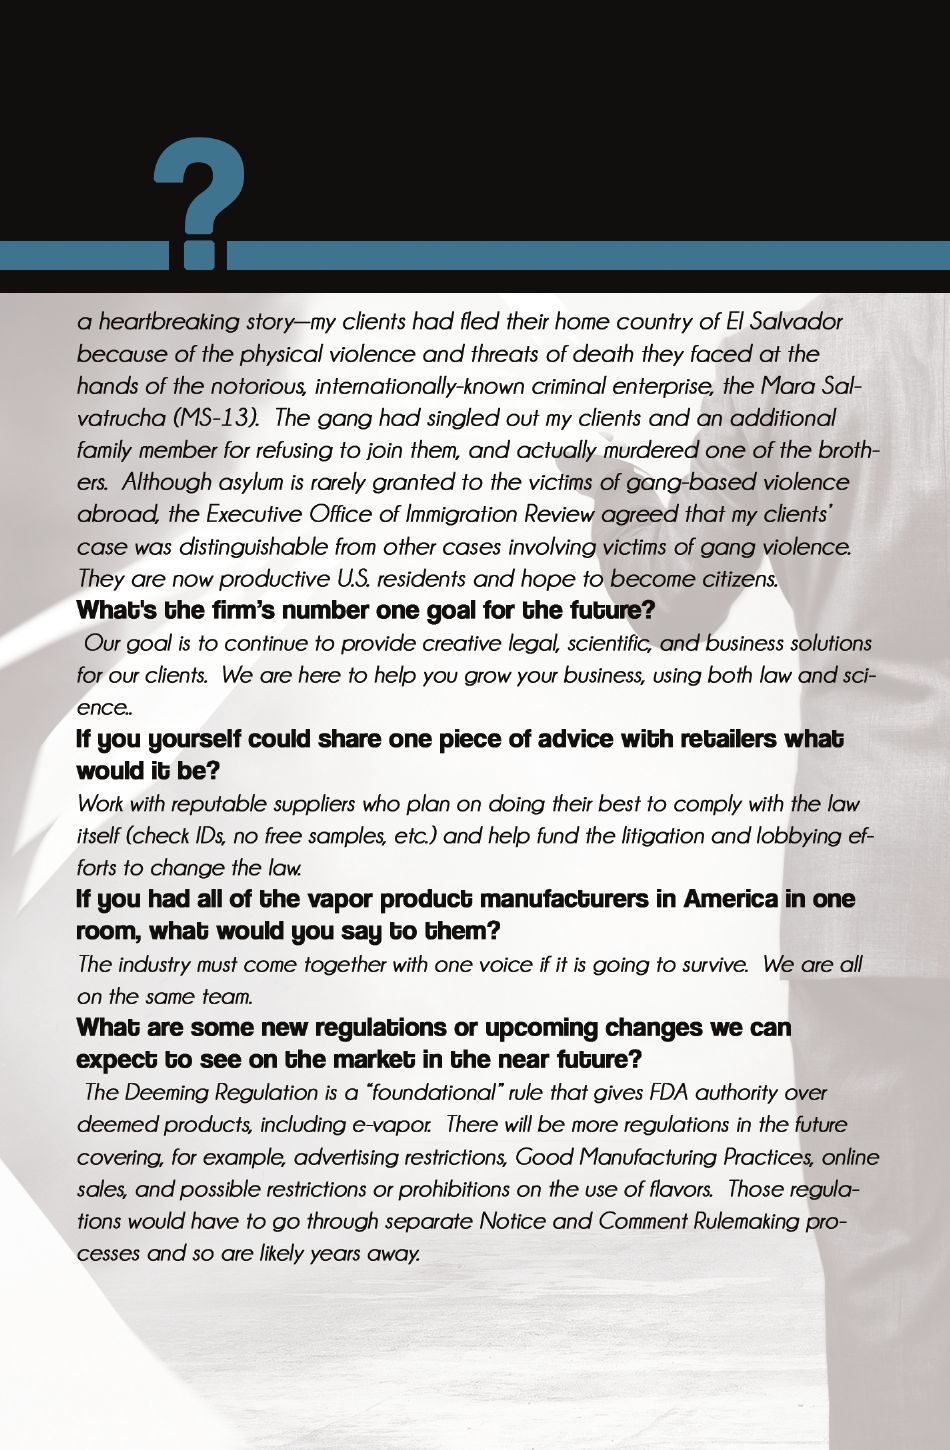 ?
a heartbreaking story—my clients had fled their home country of El Salvador
because of the physical violence and threats of death they faced at the
hands of the notorious, internationally-known criminal enterprise, the Mara Sal-
vatrucha (MS-13).  The gang had singled out my clients and an additional
family member for refusing to join them, and actually murdered one of the broth-
ers.  Although asylum is rarely granted to the victims of gang-based violence
abroad, the Executive Office of Immigration Review agreed that my clients’
case was distinguishable from other cases involving victims of gang violence.
They are now productive U.S. residents and hope to become citizens.
What's the firm’s number one goal for the future?
Our goal is to continue to provide creative legal, scientific, and business solutions
for our clients.  We are here to help you grow your business, using both law and sci-
ence..
If you yourself could share one piece of advice with retailers what
would it be?
Work with reputable suppliers who plan on doing their best to comply with the law
itself (check IDs, no free samples, etc.) and help fund the litigation and lobbying ef-
forts to change the law.
If you had all of the vapor product manufacturers in America in one
room, what would you say to them?
The industry must come together with one voice if it is going to survive.  We are all
on the same team.
What are some new regulations or upcoming changes we can
expect to see on the market in the near future?
The Deeming Regulation is a “foundational” rule that gives FDA authority over
deemed products, including e-vapor.  There will be more regulations in the future
covering, for example, advertising restrictions, Good Manufacturing Practices, online
sales, and possible restrictions or prohibitions on the use of flavors.  Those regula-
tions would have to go through separate Notice and Comment Rulemaking pro-
cesses and so are likely years away.